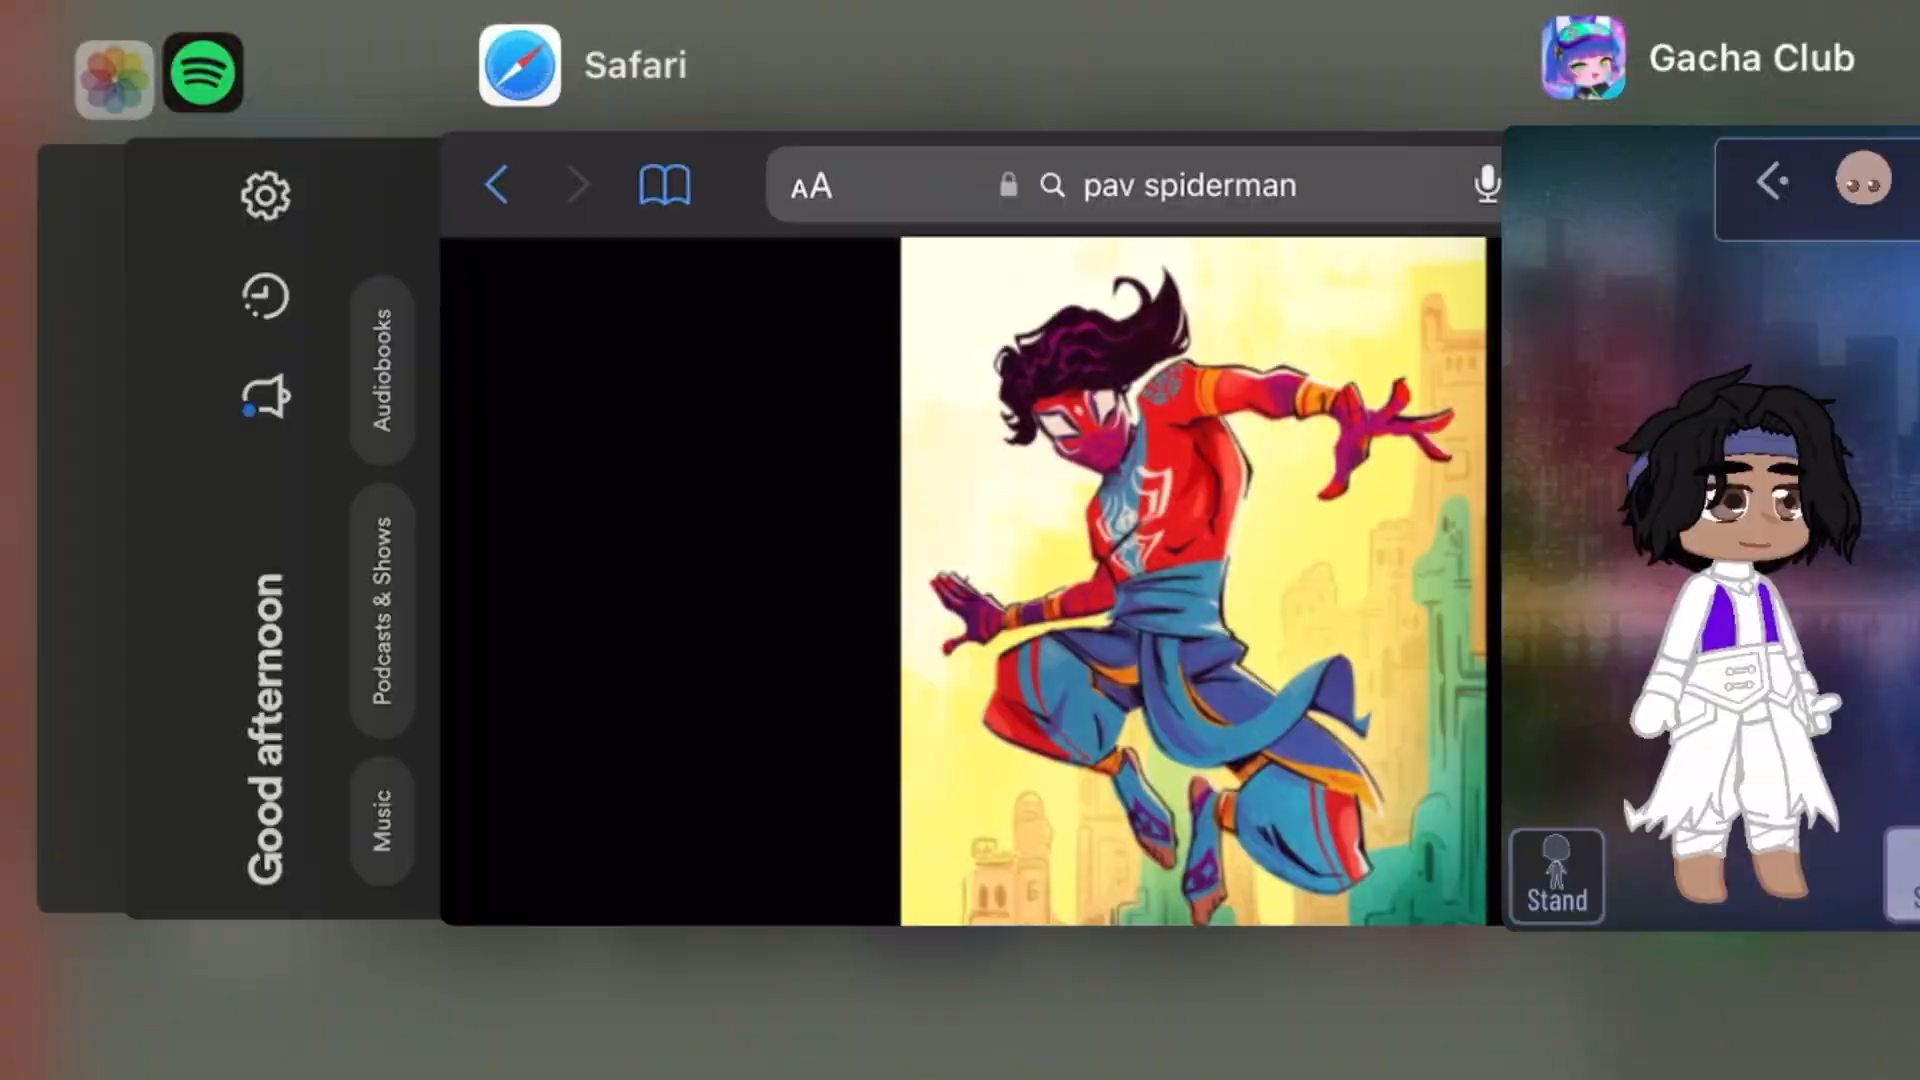 Safari
Gacha Club
AA
pav spiderman
Good afternoon
Music
Podcasts & Shows
Audiobooks
Stand